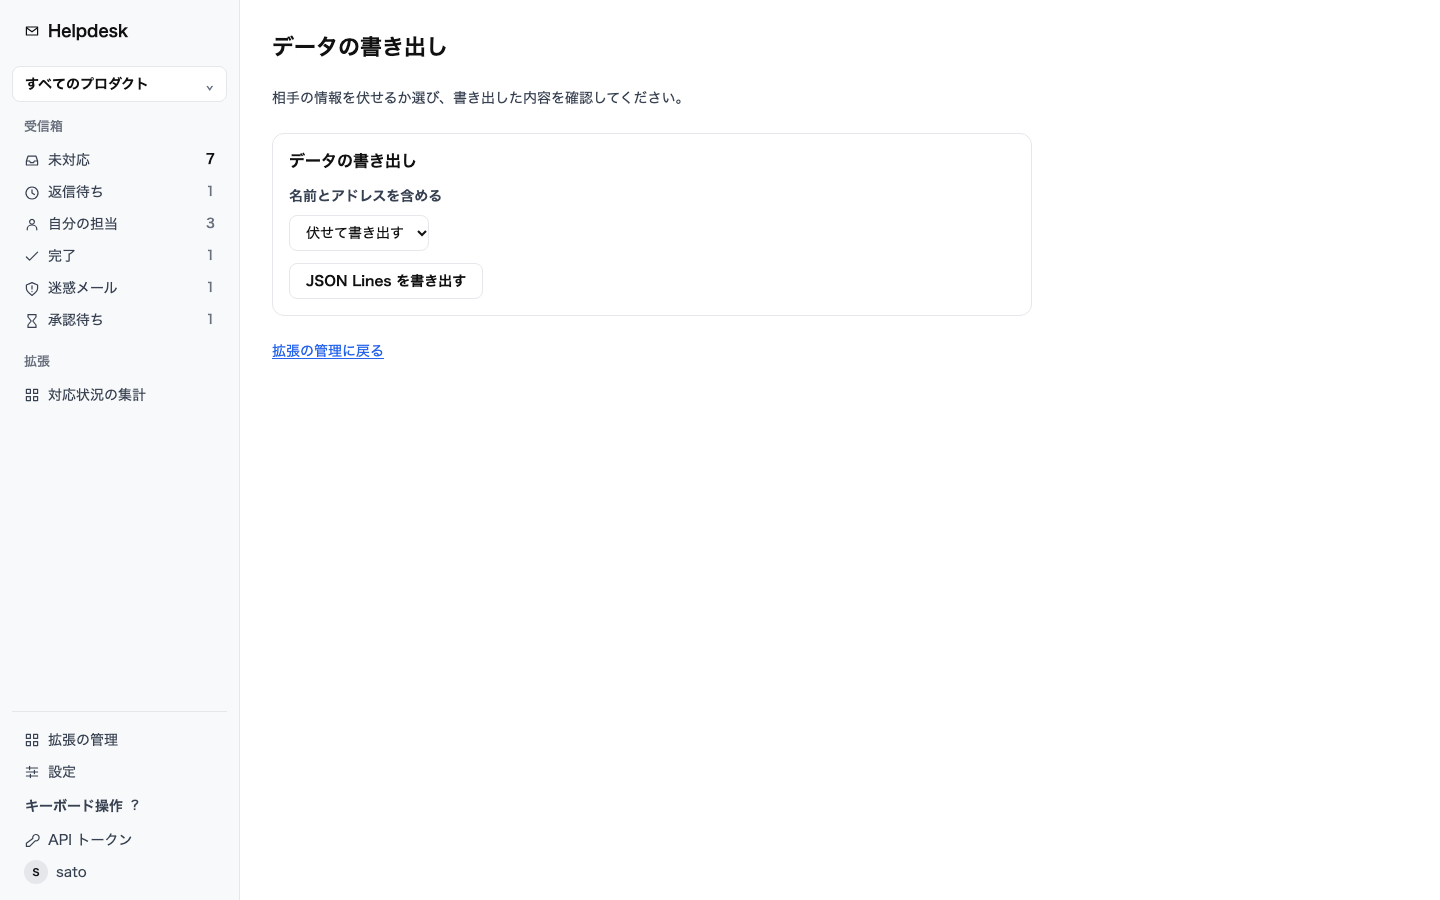 Helpdesk
すべてのプロダクト
受信箱
未対応 7
返信待ち 1
自分の担当 3
完了 1
迷惑メール 1
承認待ち 1
拡張
対応状況の集計
拡張の管理
設定
キーボード操作 ?
API トークン
S sato
データの書き出し
相手の情報を伏せるか選び、書き出した内容を確認してください。
データの書き出し
名前とアドレスを含める
伏せて書き出す
JSON Lines を書き出す
拡張の管理に戻る